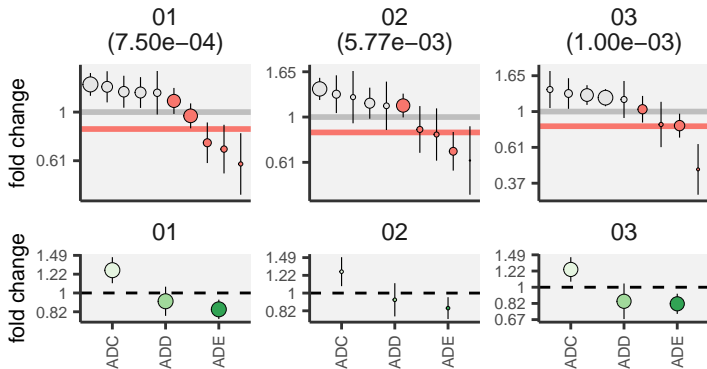 01
(7.50e−04)
02
(5.77e−03)
03
(1.00e−03)
fold change
1
0.61
1.65
1
0.61
1.65
1
0.61
0.37
01
02
03
fold change
1.49
1.22
1
0.82
1.49
1.22
1
0.82
1.49
1.22
1
0.82
0.67
ADC
ADD
ADE
ADC
ADD
ADE
ADC
ADD
ADE